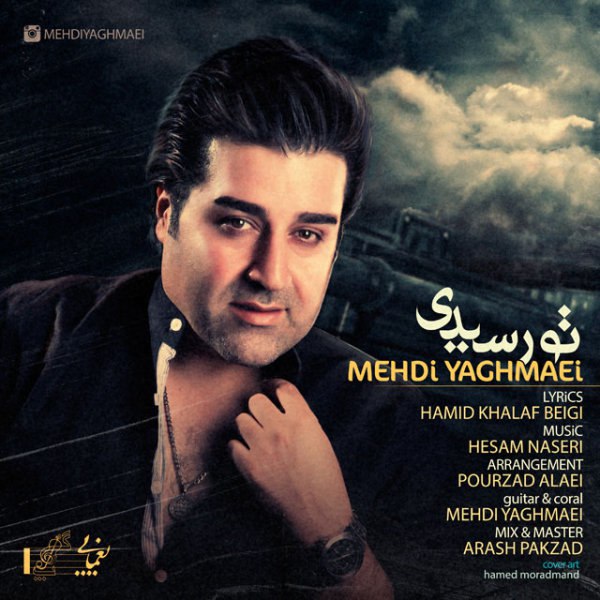 MEHDIYAGHMAEI
تو رسیدی
MEHDi YAGHMAEi
LYRiCS
HAMID KHALAF BEIGI
MUSiC
HESAM NASERI
ARRANGEMENT
POURZAD ALAEI
guitar & coral
MEHDI YAGHMAEI
MIX & MASTER
ARASH PAKZAD
cover art
hamed moradmand
یغمایی